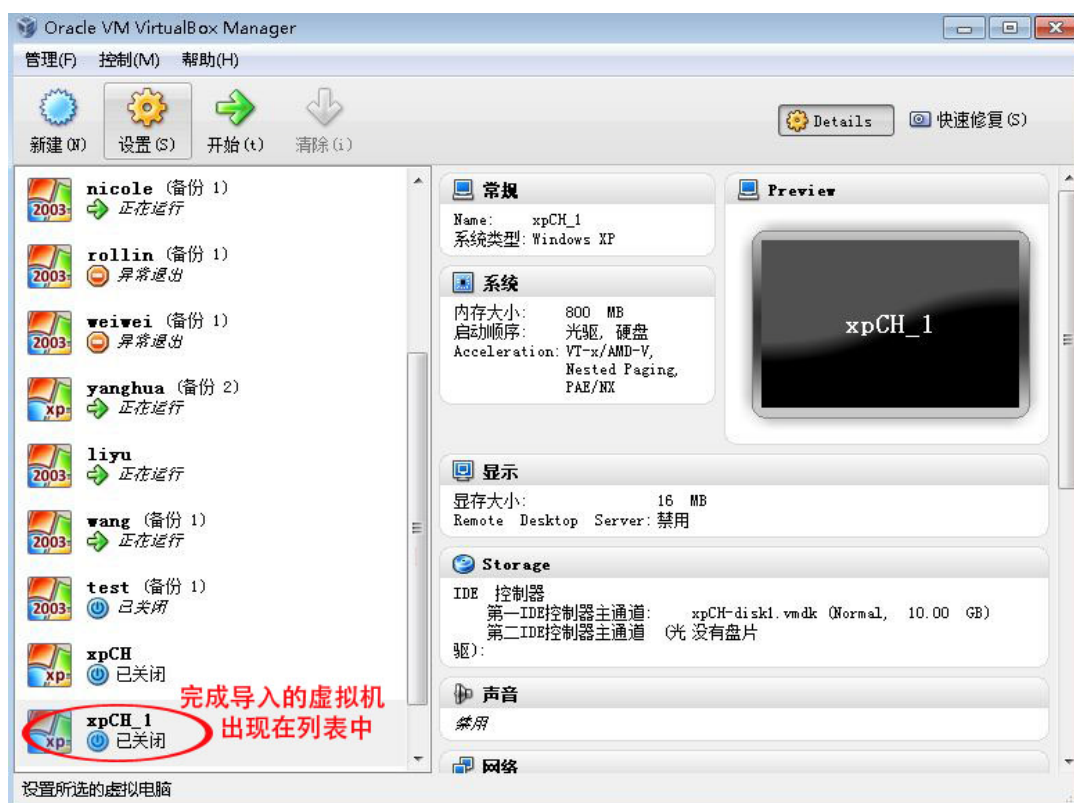 Oracle VM VirtualBox Manager
管理(F) 控制(M) 帮助(H)
新建(N) 设置(S) 开始(t) 清除(i) Details 快速修复(S)
nicole (备份 1)
2003 正在运行
rollin (备份 1)
2003 异常退出
weiwei (备份 1)
2003 异常退出
yanghua (备份 2)
xp 正在运行
liyu
2003 正在运行
wang (备份 1)
2003 正在运行
test (备份 1)
2003 已关闭
xpCH
xp 已关闭
xpCH_1
xp 已关闭
完成导入的虚拟机
出现在列表中
常规
Name: xpCH_1
系统类型: Windows XP
系统
内存大小: 800 MB
启动顺序: 光驱, 硬盘
Acceleration: VT-x/AMD-V,
Nested Paging,
PAE/NX
Preview
xpCH_1
显示
显存大小: 16 MB
Remote Desktop Server: 禁用
Storage
IDE 控制器
第一IDE控制器主通道: xpCH-disk1.vmdk (Normal, 10.00 GB)
第二IDE控制器主通道 (光 没有盘片
驱):
声音
禁用
网络
设置所选的虚拟电脑